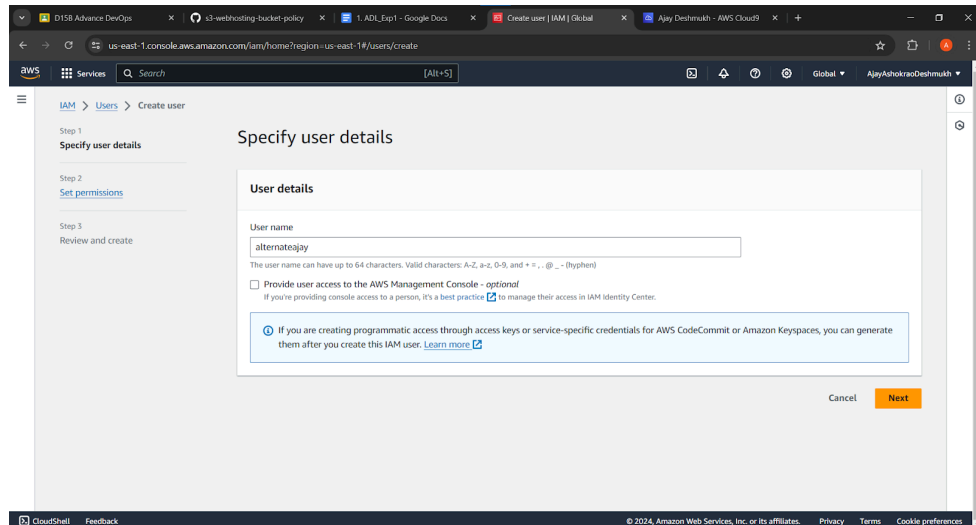 D15B Advance DevOps
s3-webhosting-bucket-policy
1. ADL_Exp1 - Google Docs
Create user | IAM | Global
Ajay Deshmukh - AWS Cloud9
us-east-1.console.aws.amazon.com/iam/home?region=us-east-1#/users/create
A
aws
Services
Search
[Alt+S]
Global
AjayAshokraoDeshmukh
IAM > Users > Create user
Step 1
Specify user details
Step 2
Set permissions
Step 3
Review and create
Specify user details
User details
User name
alternateajay
The user name can have up to 64 characters. Valid characters: A-Z, a-z, 0-9, and + = , . @ _ - (hyphen)
Provide user access to the AWS Management Console - optional
If you're providing console access to a person, it's a best practice to manage their access in IAM Identity Center.
If you are creating programmatic access through access keys or service-specific credentials for AWS CodeCommit or Amazon Keyspaces, you can generate
them after you create this IAM user. Learn more
Cancel
Next
CloudShell
Feedback
© 2024, Amazon Web Services, Inc. or its affiliates.
Privacy
Terms
Cookie preferences